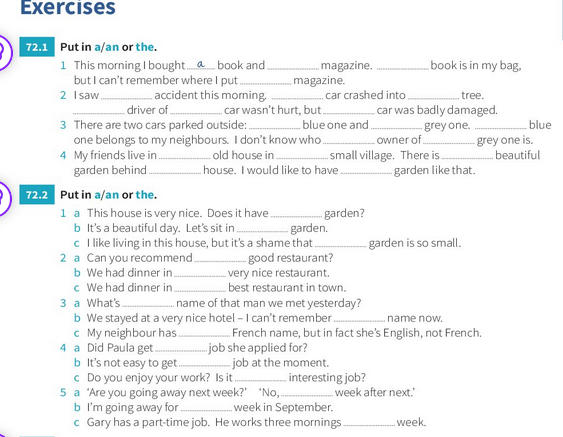 Exercises
72.1 Put in a/an or the.
1 This morning I bought a book and ............ magazine. ............ book is in my bag,
but I can't remember where I put ............ magazine.
2 I saw ............ accident this morning. ............ car crashed into ............ tree.
............ driver of ............ car wasn't hurt, but ............ car was badly damaged.
3 There are two cars parked outside: ............ blue one and ............ grey one. ............ blue
one belongs to my neighbours. I don't know who ............ owner of ............ grey one is.
4 My friends live in ............ old house in ............ small village. There is ............ beautiful
garden behind ............ house. I would like to have ............ garden like that.
72.2 Put in a/an or the.
1 a This house is very nice. Does it have ............ garden?
b It's a beautiful day. Let's sit in ............ garden.
c I like living in this house, but it's a shame that ............ garden is so small.
2 a Can you recommend ............ good restaurant?
b We had dinner in ............ very nice restaurant.
c We had dinner in ............ best restaurant in town.
3 a What's ............ name of that man we met yesterday?
b We stayed at a very nice hotel – I can't remember ............ name now.
c My neighbour has ............ French name, but in fact she's English, not French.
4 a Did Paula get ............ job she applied for?
b It's not easy to get ............ job at the moment.
c Do you enjoy your work? Is it ............ interesting job?
5 a 'Are you going away next week?' 'No, ............ week after next.'
b I'm going away for ............ week in September.
c Gary has a part-time job. He works three mornings ............ week.